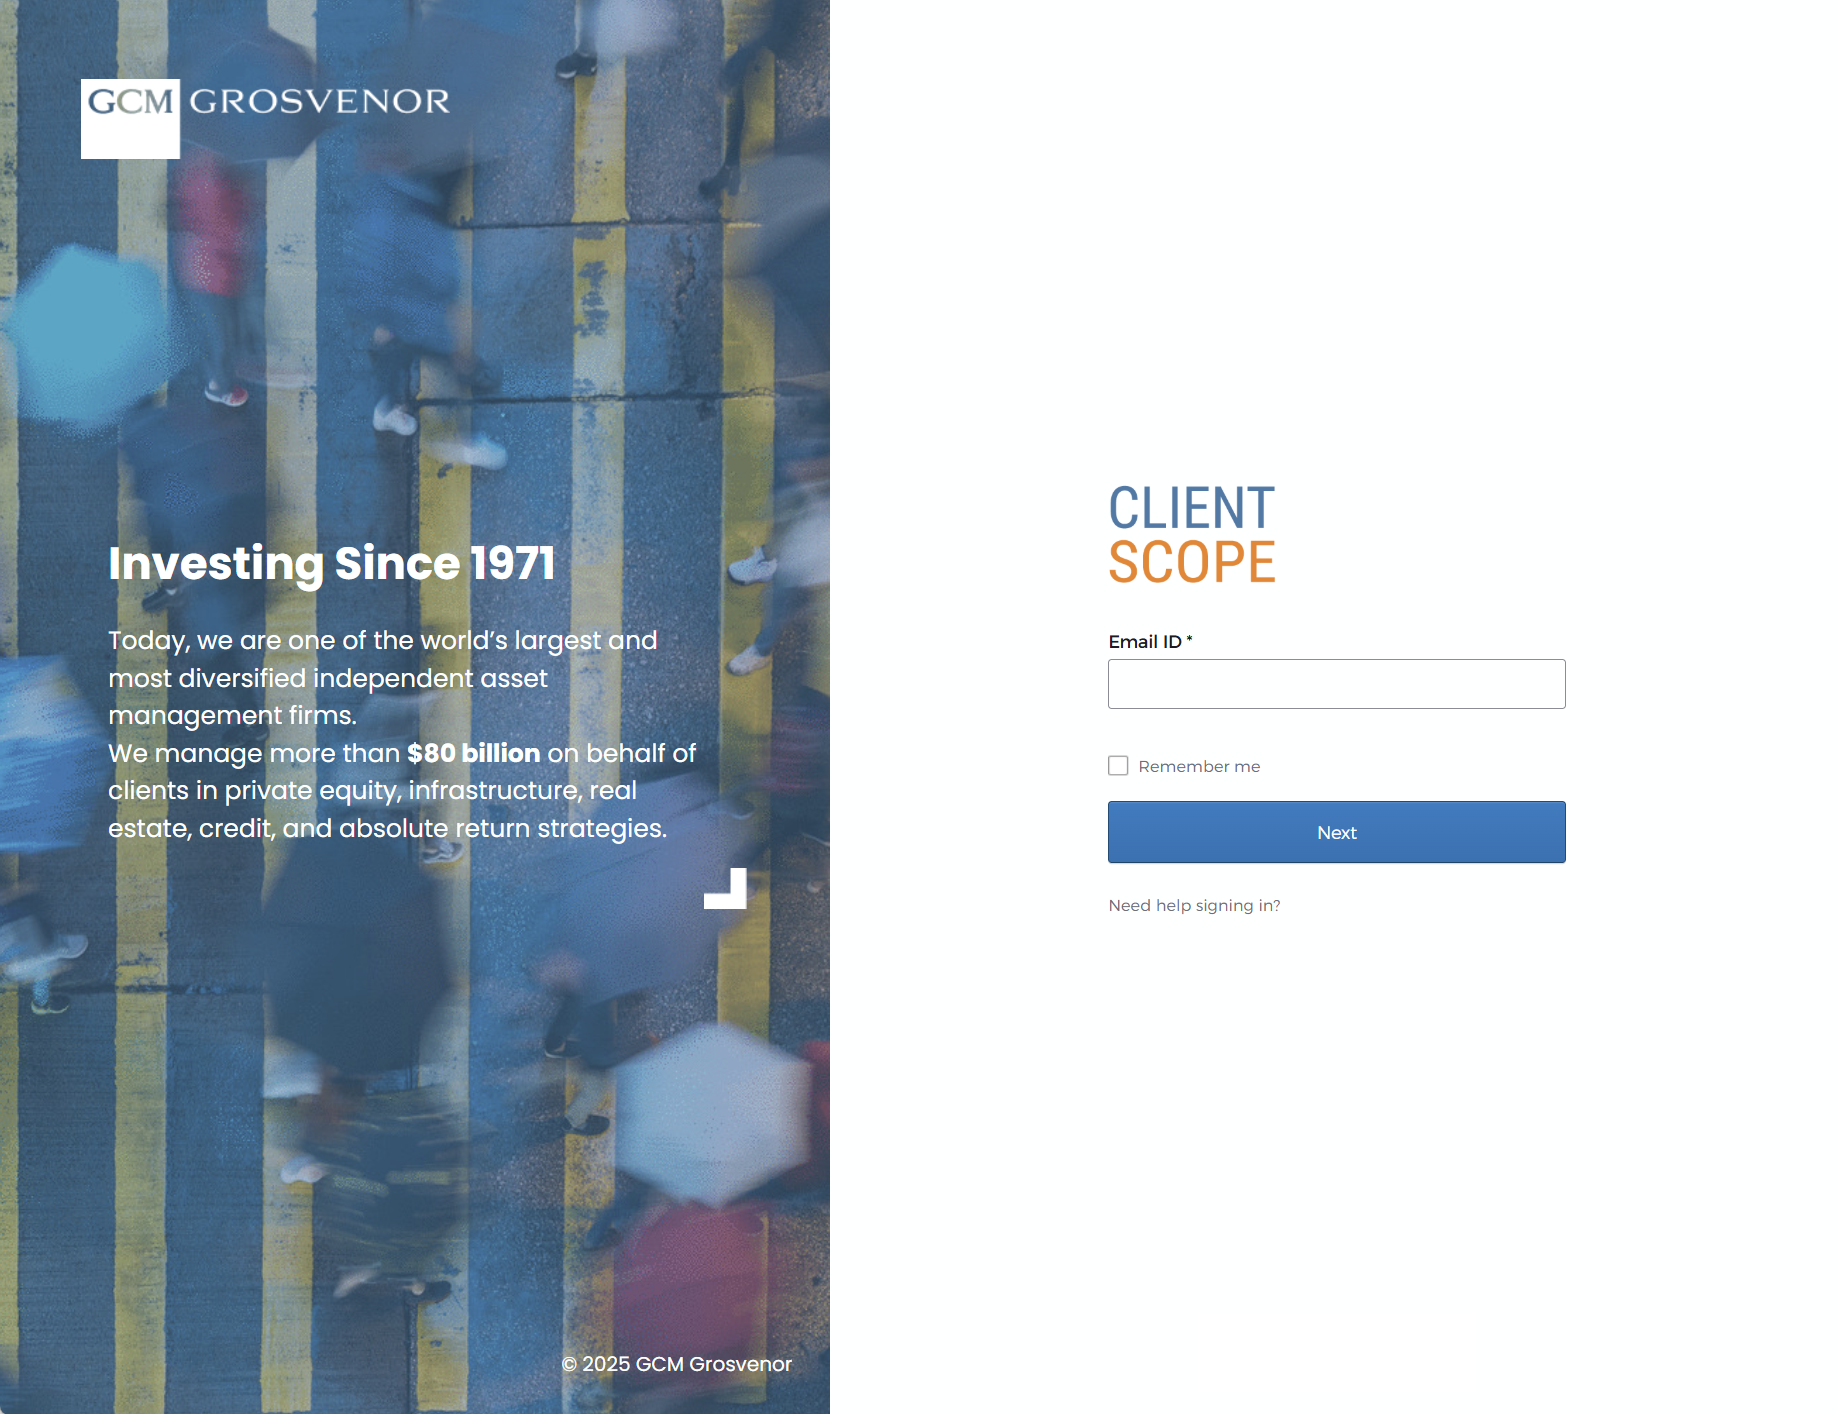 GCM GROSVENOR
Investing Since 1971
Today, we are one of the world’s largest and
most diversified independent asset
management firms.
We manage more than $80 billion on behalf of
clients in private equity, infrastructure, real
estate, credit, and absolute return strategies.
© 2025 GCM Grosvenor
CLIENT
SCOPE
Email ID *
Remember me
Next
Need help signing in?